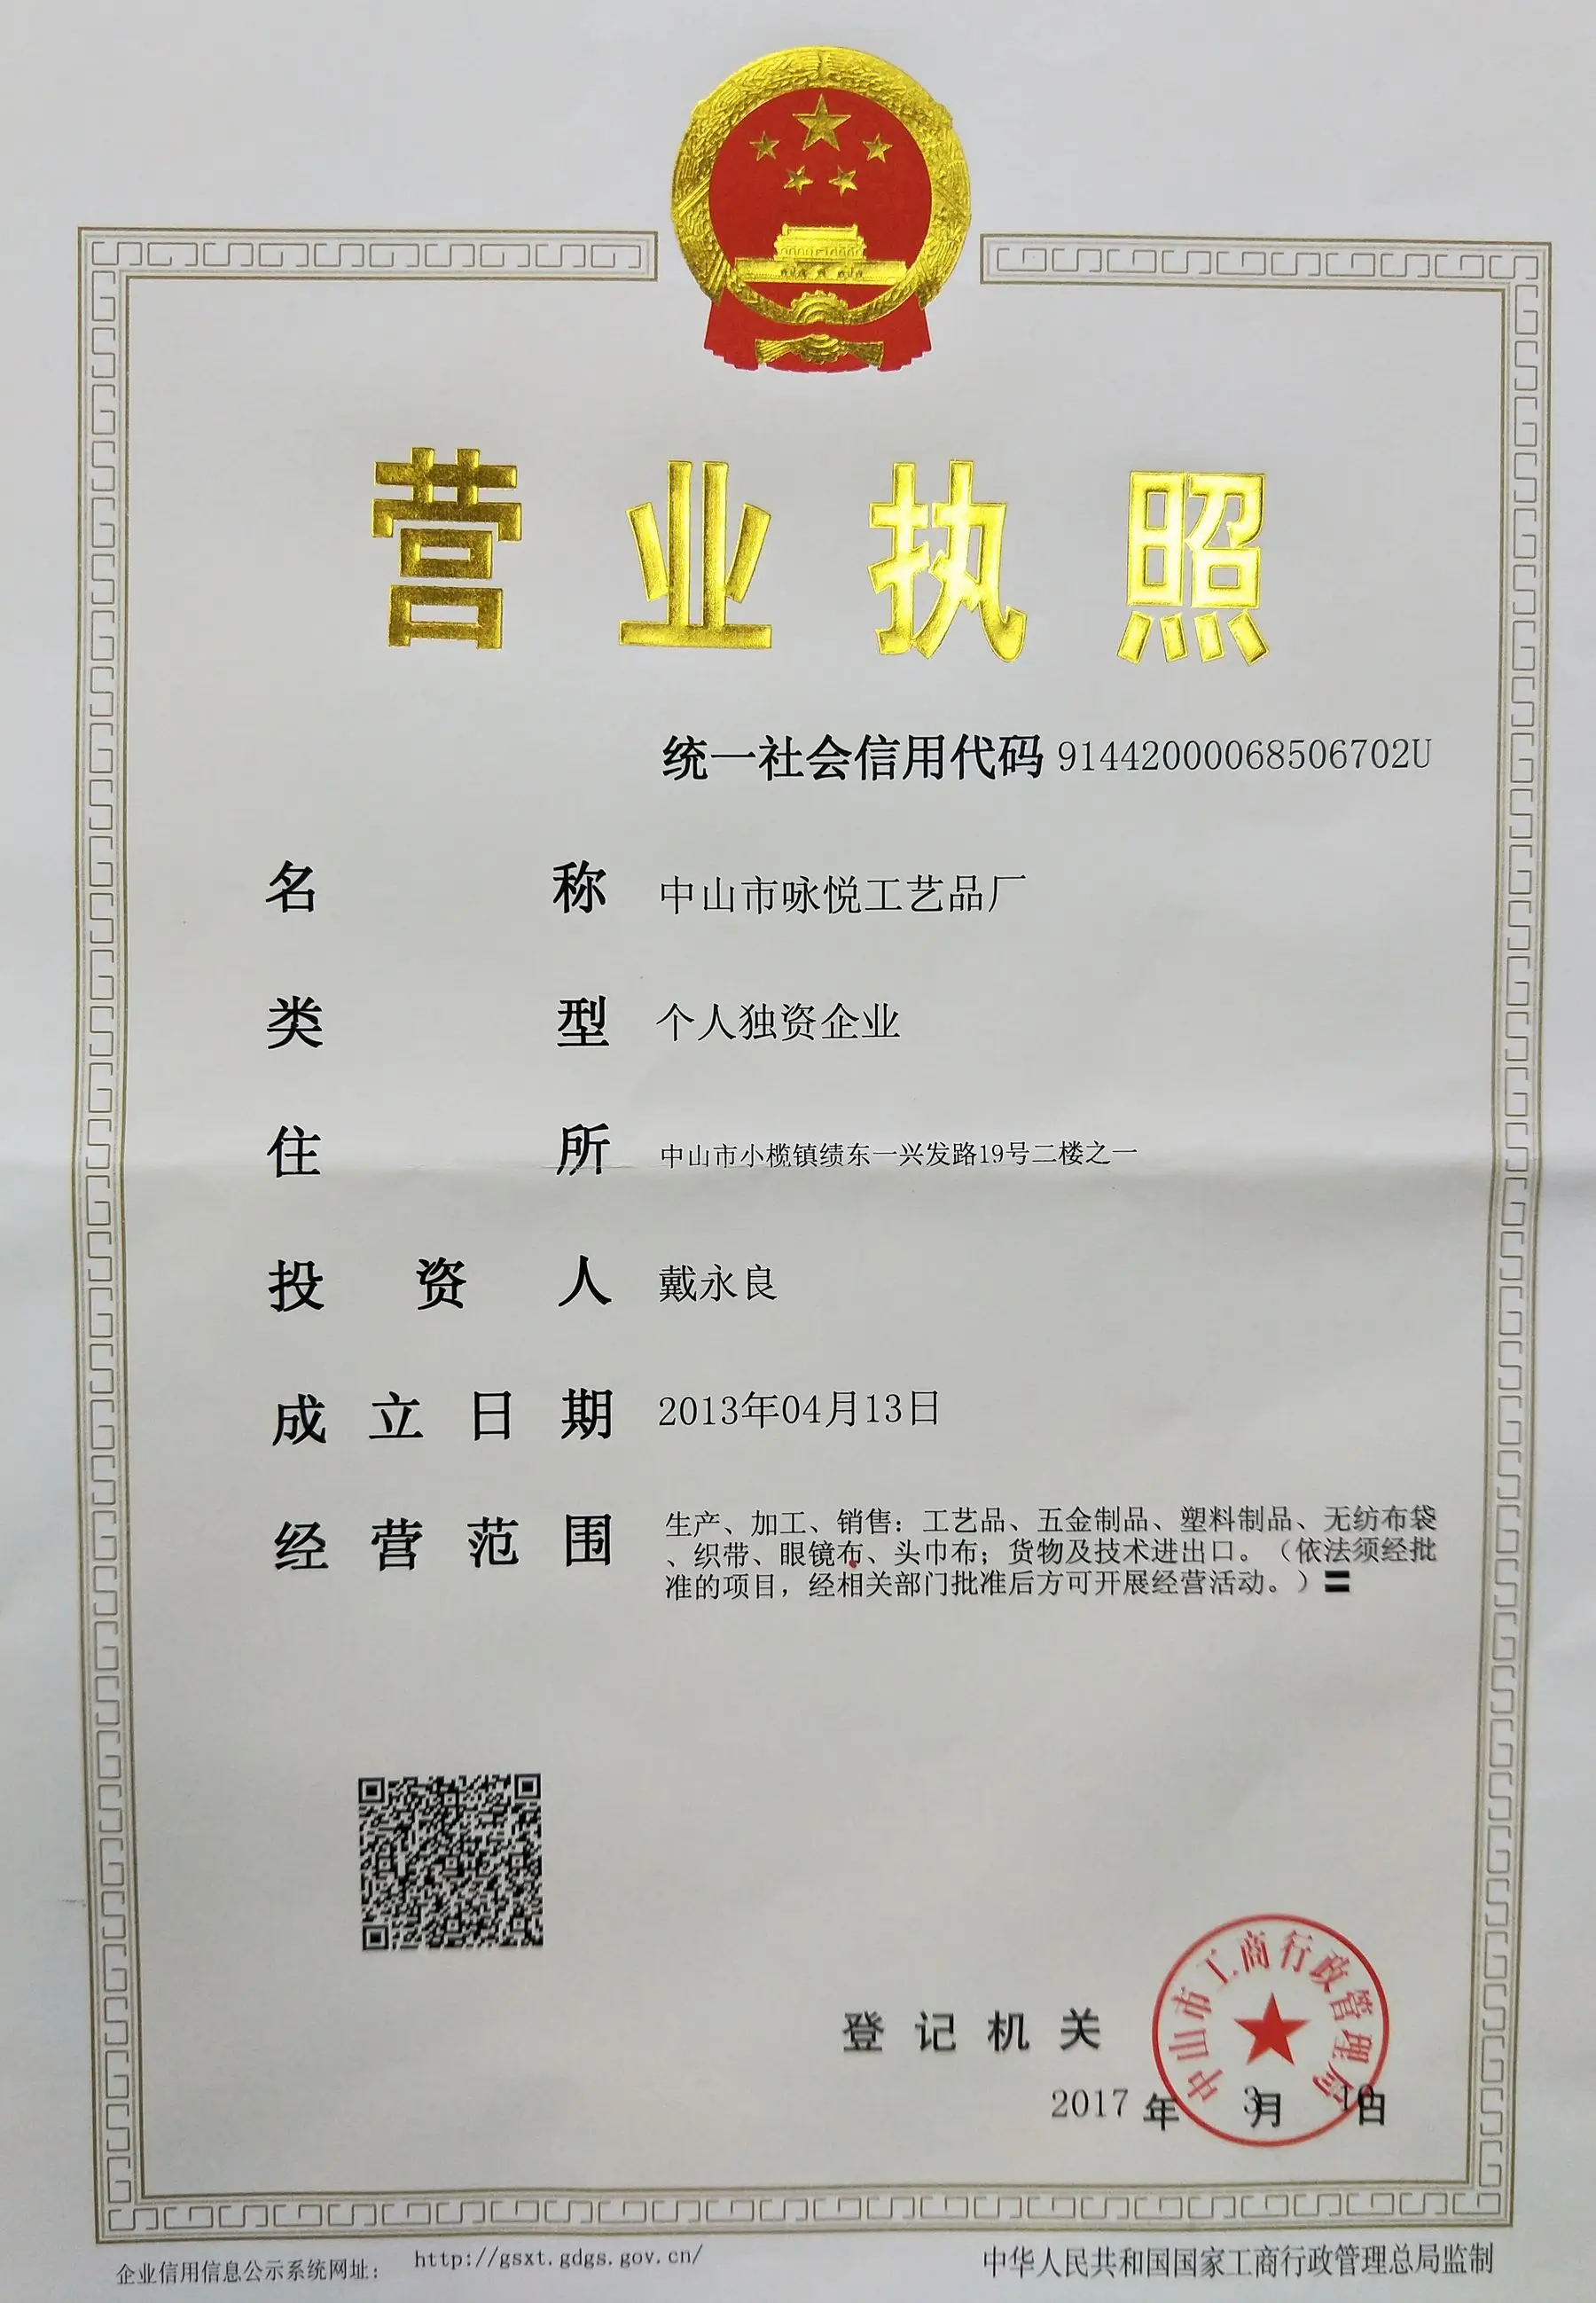 营业执照
统一社会信用代码 91442000068506702U
名称 中山市咏悦工艺品厂
类型 个人独资企业
住所 中山市小榄镇绩东一兴发路19号二楼之一
投资人 戴永良
成立日期 2013年04月13日
经营范围 生产、加工、销售：工艺品、五金制品、塑料制品、无纺布袋
、织带、眼镜布、头巾布；货物及技术进出口。（依法须经批
准的项目，经相关部门批准后方可开展经营活动。）〓
中山市工商行政管理局
登记机关
2017年3月10日
企业信用信息公示系统网址： http://gsxt.gdgs.gov.cn/
中华人民共和国国家工商行政管理总局监制